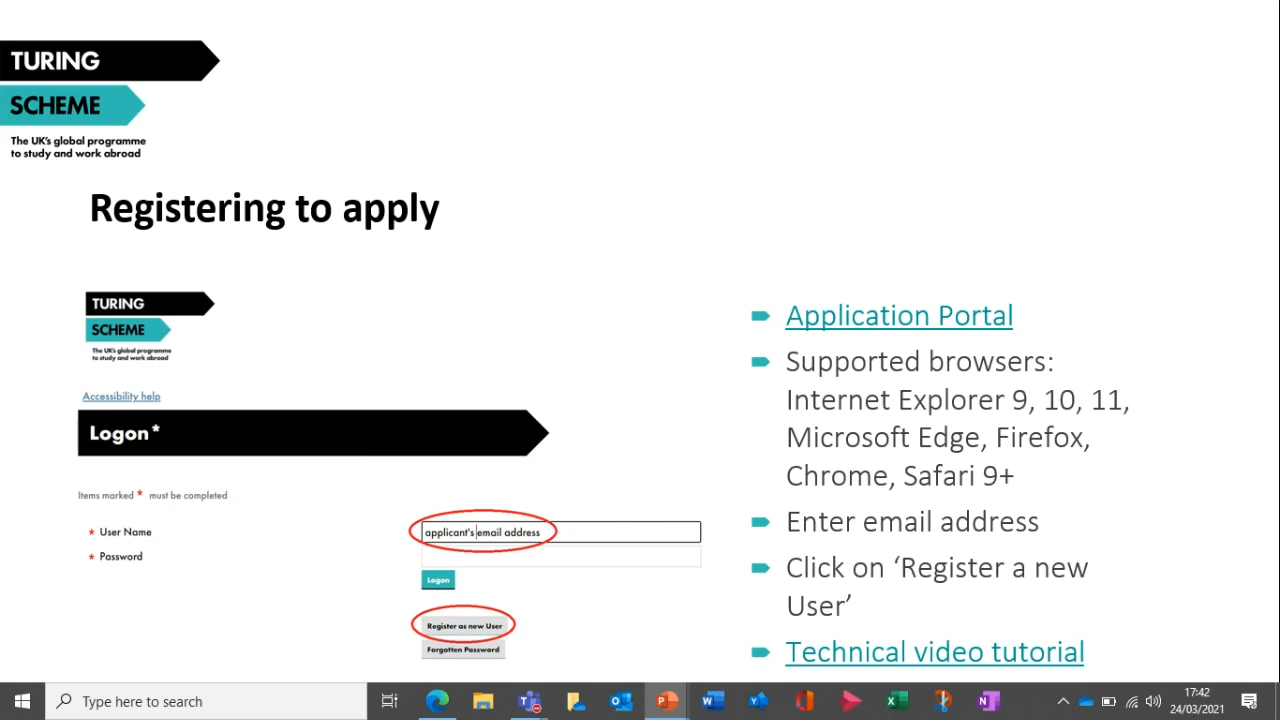 TURING
SCHEME
The UK's global programme
to study and work abroad
Registering to apply
TURING
SCHEME
The UK's global programme
to study and work abroad
Accessibility help
Logon*
Items marked * must be completed
* User Name
applicant's email address
* Password
Logon
Register as new User
Forgotten Password
Application Portal
Supported browsers:
Internet Explorer 9, 10, 11,
Microsoft Edge, Firefox,
Chrome, Safari 9+
Enter email address
Click on ‘Register a new
User’
Technical video tutorial
Type here to search
17:42
24/03/2021